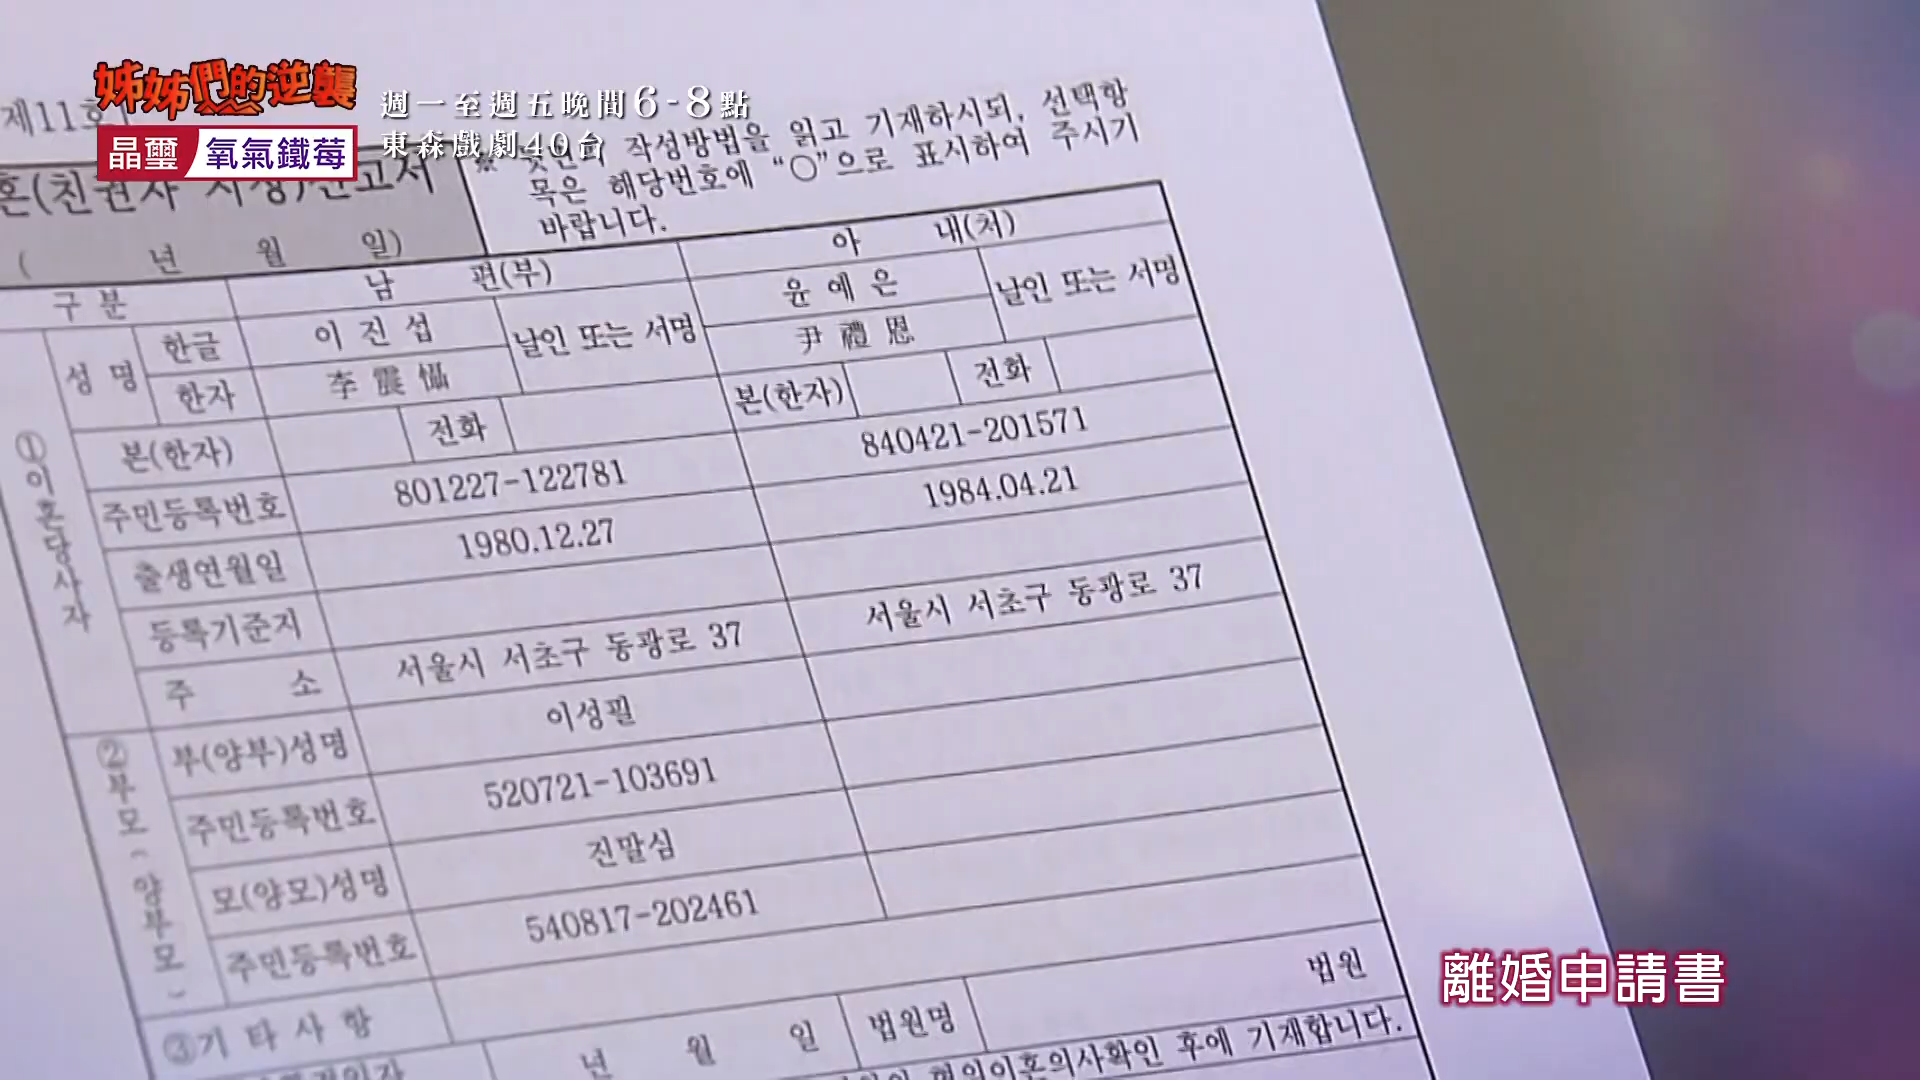 姊姊們的逆襲
晶璽 氧氣鐵莓
週一至週五晚間6-8點
東森戲劇40台
제11호
혼(친권자 지정)신고서
( 년 월 일)
작성방법을 읽고 기재하시되, 선택항
목은 해당번호에 “○”으로 표시하여 주시기
바랍니다.
구 분
남 편(부)
아 내(처)
① 이혼당사자
성 명
한글
이 진 섭
날인 또는 서명
윤 예 은
날인 또는 서명
한자
李 震
尹 禮 恩
본(한자)
전화
본(한자)
전화
주민등록번호
801227-122781
840421-201571
출생연월일
1980.12.27
1984.04.21
등록기준지
주 소
서울시 서초구 동광로 37
서울시 서초구 동광로 37
② 부모(양부모)
부(양부)성명
이성필
주민등록번호
520721-103691
모(양모)성명
진말심
주민등록번호
540817-202461
③기 타 사 항
년 월 일
법원명
법원
협의이혼의사확인 후에 기재합니다.
離婚申請書